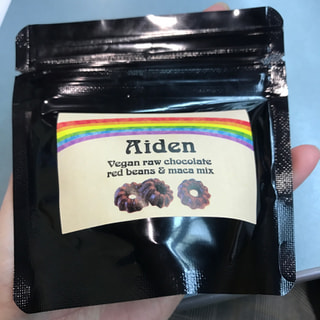 Aiden
Vegan raw chocolate
red beans & maca mix